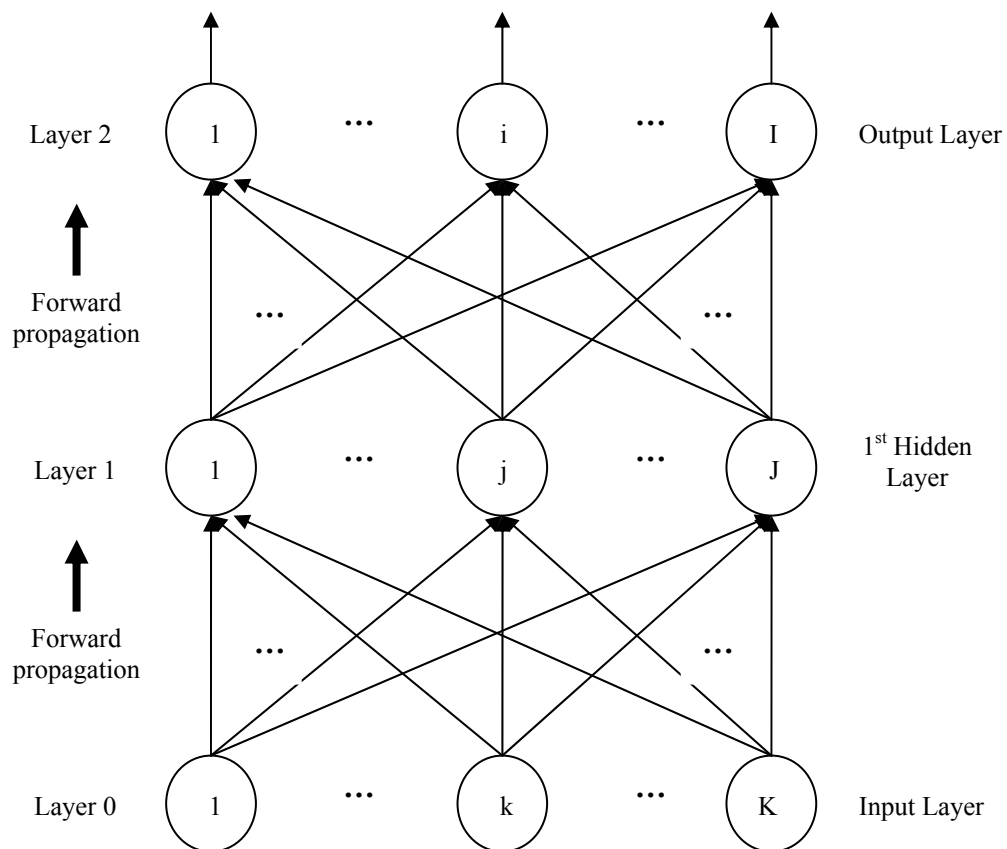 Layer 2 1 ... i ... I Output Layer
Forward
propagation
... ...
Layer 1 1 ... j ... J 1st Hidden
Layer
Forward
propagation
... ...
Layer 0 1 ... k ... K Input Layer